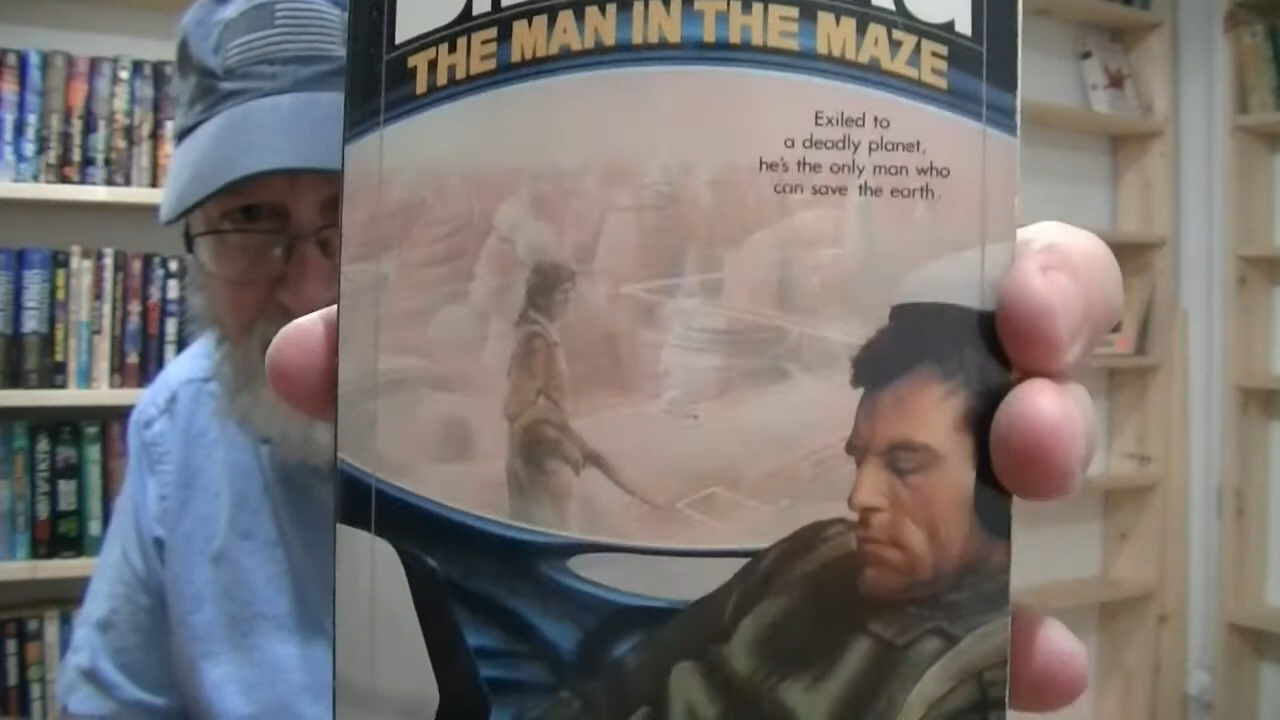 THE MAN IN THE MAZE
Exiled to
a deadly planet,
he's the only man who
can save the earth.